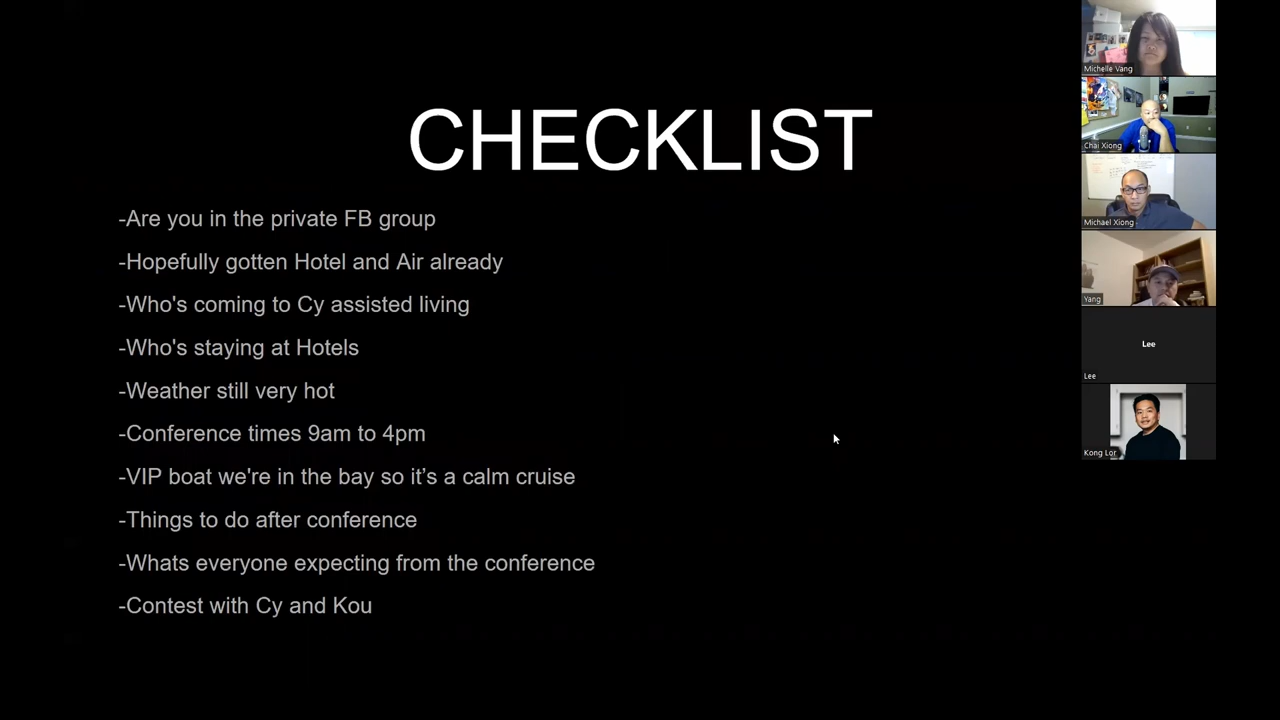 CHECKLIST
-Are you in the private FB group
-Hopefully gotten Hotel and Air already
-Who's coming to Cy assisted living
-Who's staying at Hotels
-Weather still very hot
-Conference times 9am to 4pm
-VIP boat we're in the bay so it’s a calm cruise
-Things to do after conference
-Whats everyone expecting from the conference
-Contest with Cy and Kou
Michelle Vang
Chai Xiong
Michael Xiong
Yang
Lee
Lee
Kong Lor